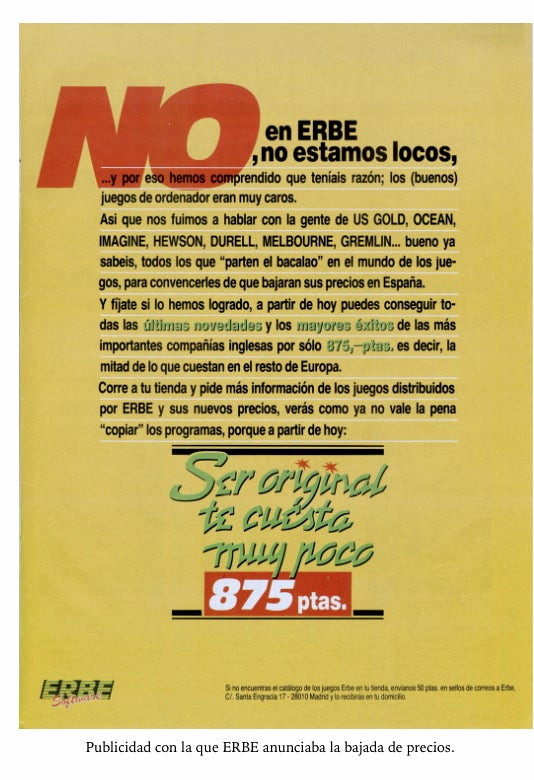 NO
, en ERBE
no estamos locos,
...y por eso hemos comprendido que teníais razón; los (buenos)
juegos de ordenador eran muy caros.
Asi que nos fuimos a hablar con la gente de US GOLD, OCEAN,
IMAGINE, HEWSON, DURELL, MELBOURNE, GREMLIN... bueno ya
sabeis, todos los que “parten el bacalao” en el mundo de los jue-
gos, para convencerles de que bajaran sus precios en España.
Y fíjate si lo hemos logrado, a partir de hoy puedes conseguir to-
das las últimas novedades y los mayores éxitos de las más
importantes compañías inglesas por sólo 875,-ptas. es decir, la
mitad de lo que cuestan en el resto de Europa.
Corre a tu tienda y pide más información de los juegos distribuidos
por ERBE y sus nuevos precios, verás como ya no vale la pena
“copiar” los programas, porque a partir de hoy:
Ser original
te cuesta
muy poco
875 ptas.
ERBE
Software
Si no encuentras el catálogo de los juegos Erbe en tu tienda, envíanos 50 ptas. en sellos de correos a Erbe,
C/. Santa Engracia 17 - 28010 Madrid y lo recibirás en tu domicilio.
Publicidad con la que ERBE anunciaba la bajada de precios.